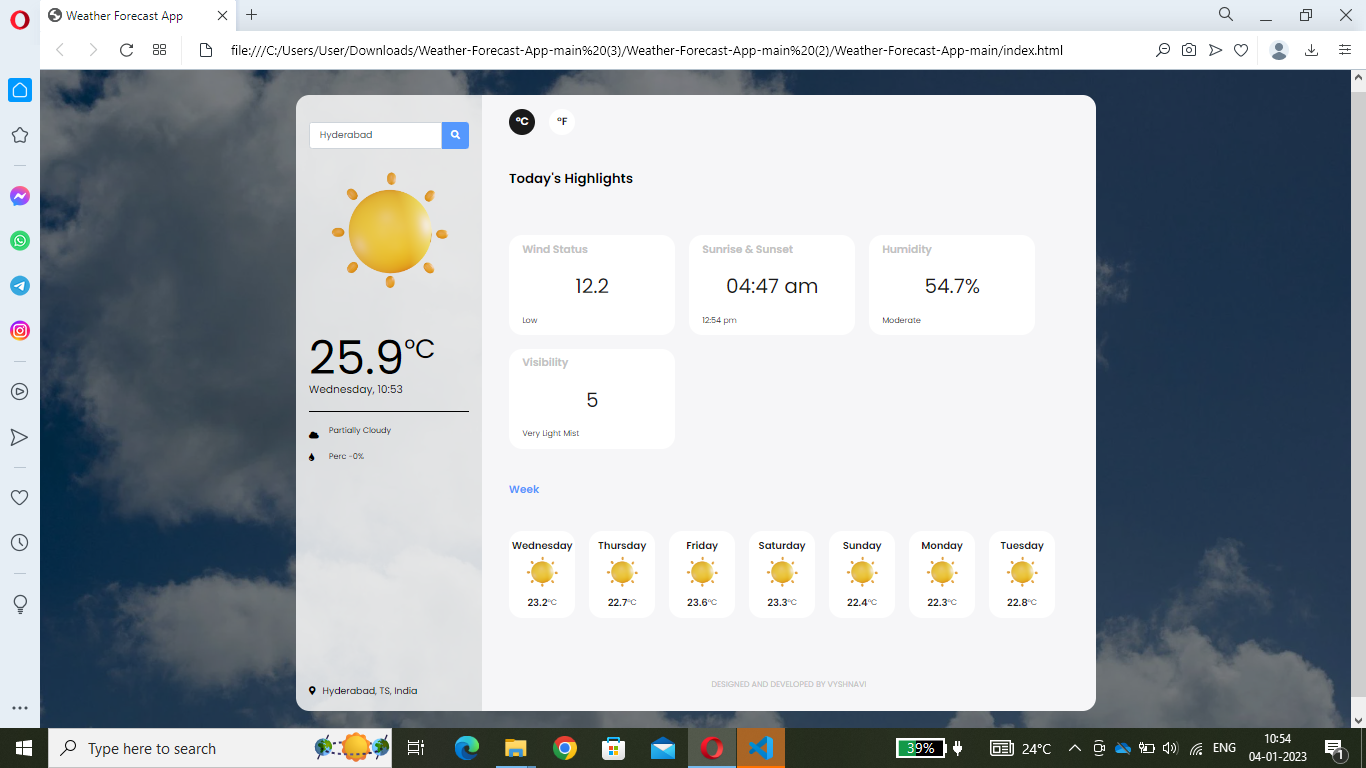 Weather Forecast App
file:///C:/Users/User/Downloads/Weather-Forecast-App-main%20(3)/Weather-Forecast-App-main%20(2)/Weather-Forecast-App-main/index.html
Hyderabad
25.9°C
Wednesday, 10:53
Partially Cloudy
Perc -0%
Hyderabad, TS, India
°C °F
Today's Highlights
Wind Status
12.2
Low
Sunrise & Sunset
04:47 am
12:54 pm
Humidity
54.7%
Moderate
Visibility
5
Very Light Mist
Week
Wednesday Thursday Friday Saturday Sunday Monday Tuesday
23.2°C 22.7°C 23.6°C 23.3°C 22.4°C 22.3°C 22.8°C
DESIGNED AND DEVELOPED BY VYSHNAVI
Type here to search
39%
24°C
ENG
10:54
04-01-2023
1